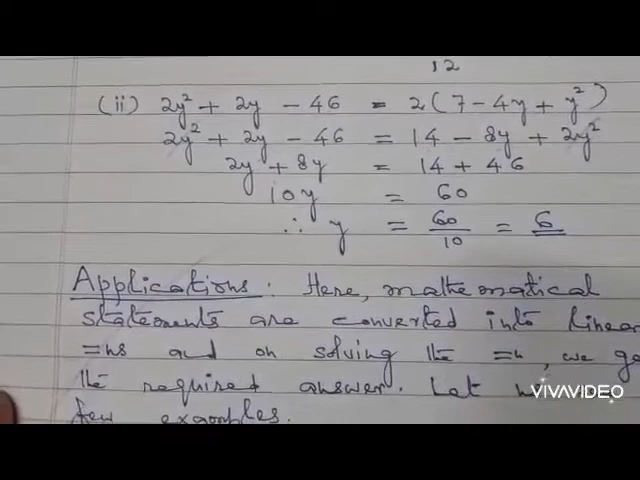 12
(ii) 2y² + 2y - 46 = 2(7 - 4y + y²)
2y² + 2y - 46 = 14 - 8y + 2y²
2y + 8y = 14 + 46
10y = 60
∴ y = 60/10 = 6
Applications: Here, mathematical
statements are converted into linear
=ns and on solving the =n, we ge
the required answer. Let
few examples.
VIVAVIDEO